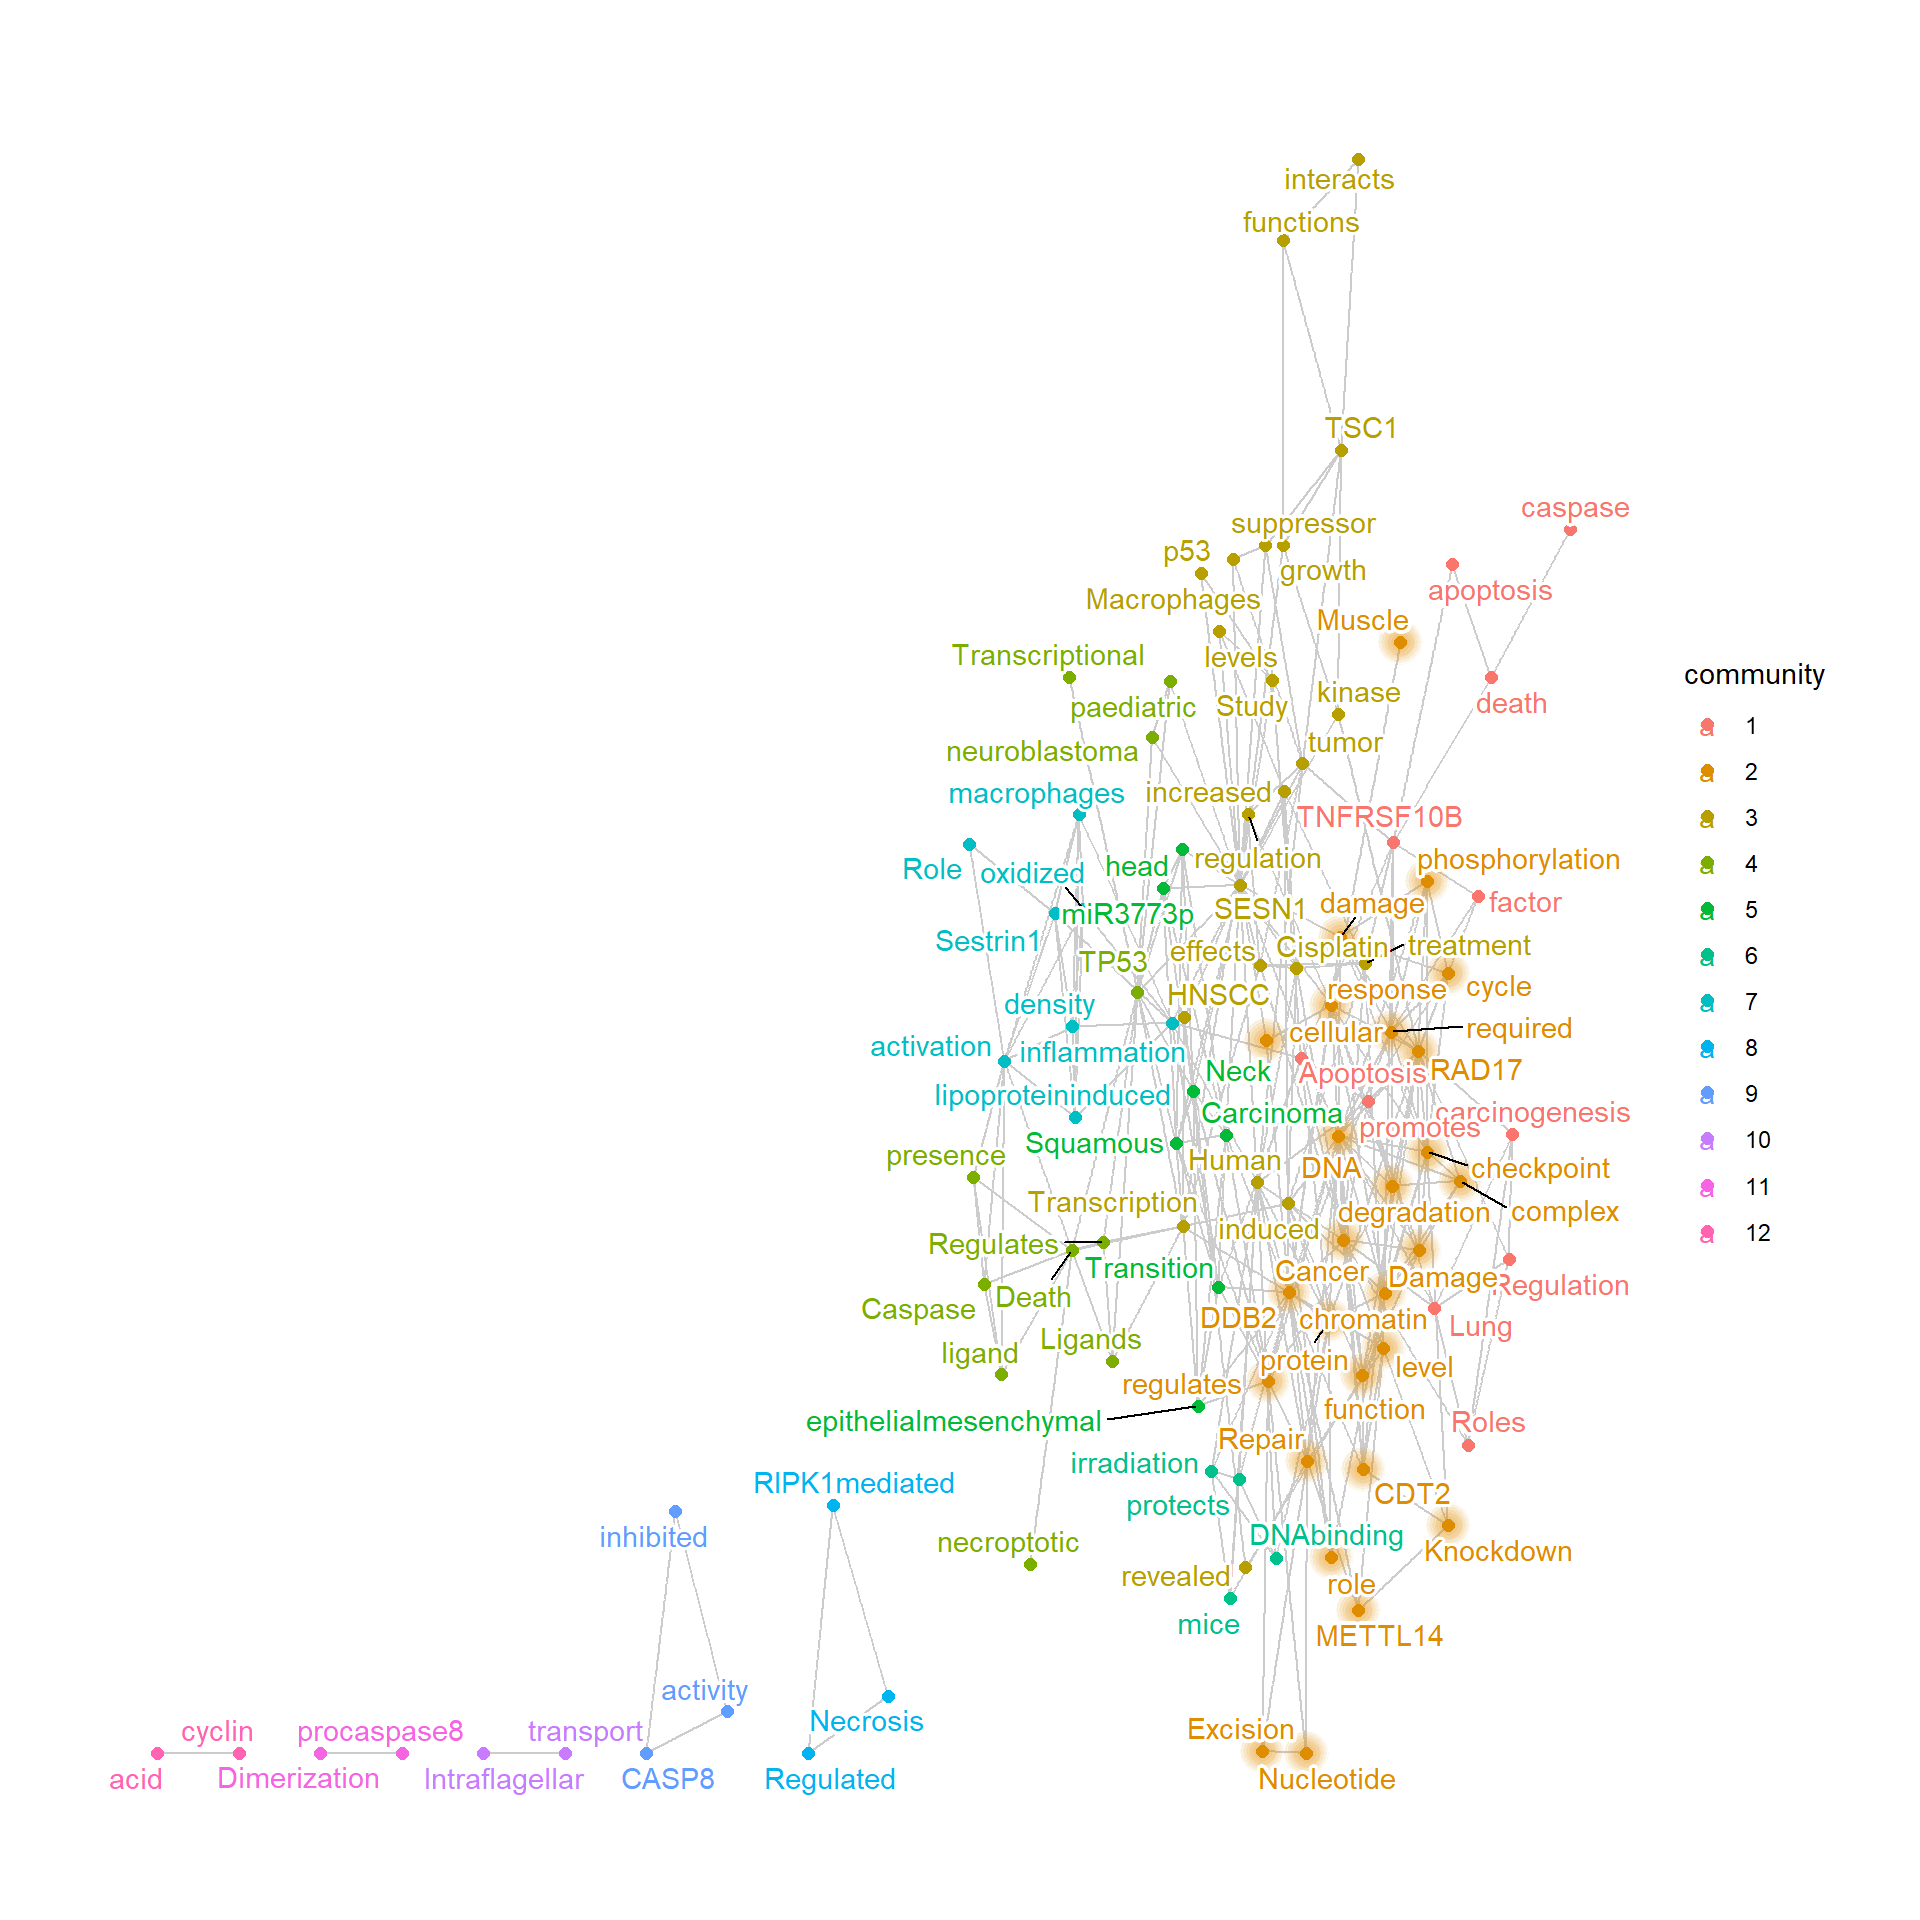 interacts
functions
TSC1
caspase
suppressor
p53
growth
apoptosis
Macrophages
Muscle
Transcriptional
levels
kinase
death
paediatric
Study
community
neuroblastoma
tumor
a 1
a 2
a 3
a 4
a 5
a 6
a 7
a 8
a 9
a 10
a 11
a 12
macrophages
increased
TNFRSF10B
Role
oxidized
head
regulation
phosphorylation
miR3773p
SESN1
damage
factor
Sestrin1
TP53
effects
Cisplatin
treatment
density
HNSCC
response
cycle
activation
inflammation
cellular
required
lipoproteininduced
Neck
Apoptosis
RAD17
Carcinoma
carcinogenesis
Squamous
promotes
presence
Human
DNA
checkpoint
Transcription
degradation
complex
Regulates
induced
Transition
Cancer
Damage
Regulation
Caspase
Death
DDB2
chromatin
Lung
ligand
Ligands
protein
level
regulates
function
epithelialmesenchymal
Roles
Repair
irradiation
RIPK1mediated
protects
CDT2
inhibited
necroptotic
DNAbinding
Knockdown
revealed
role
mice
METTL14
activity
Necrosis
Excision
cyclin
procaspase8
transport
acid
Dimerization
Intraflagellar
CASP8
Regulated
Nucleotide